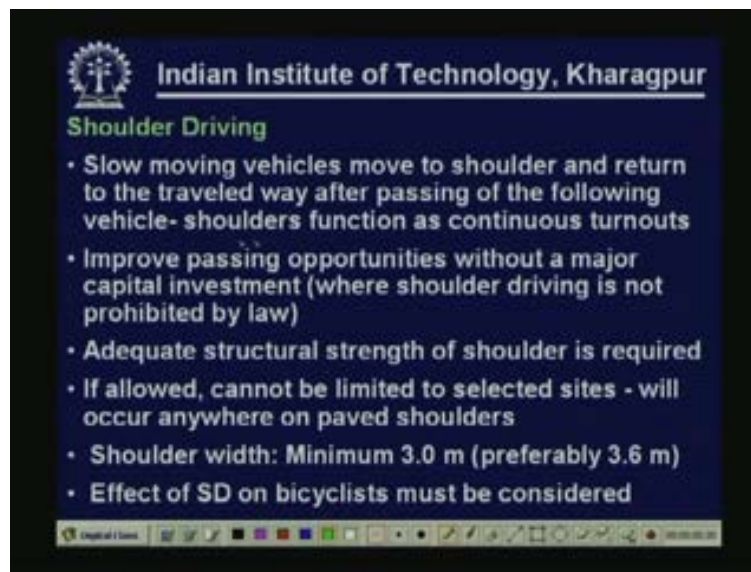 Indian Institute of Technology, Kharagpur
Shoulder Driving
• Slow moving vehicles move to shoulder and return
to the traveled way after passing of the following
vehicle- shoulders function as continuous turnouts
• Improve passing opportunities without a major
capital investment (where shoulder driving is not
prohibited by law)
• Adequate structural strength of shoulder is required
• If allowed, cannot be limited to selected sites - will
occur anywhere on paved shoulders
• Shoulder width: Minimum 3.0 m (preferably 3.6 m)
• Effect of SD on bicyclists must be considered